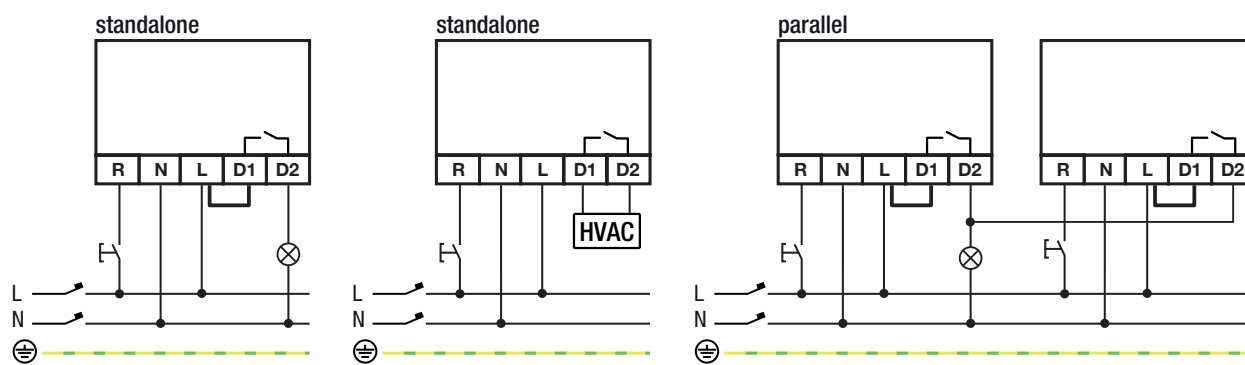 standalone
R N L D1 D2
L
N
standalone
R N L D1 D2
HVAC
L
N
parallel
R N L D1 D2
R N L D1 D2
L
N